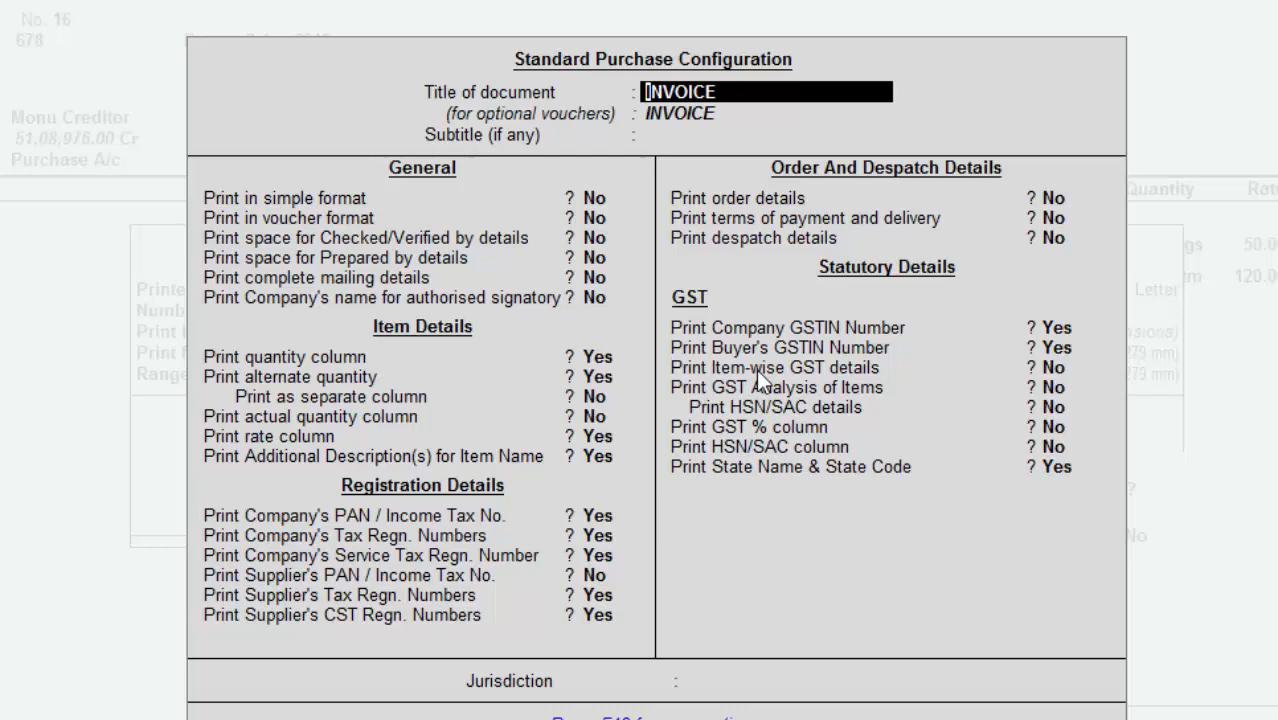 No. 16
678
Standard Purchase Configuration
Title of document : INVOICE
(for optional vouchers) : INVOICE
Subtitle (if any) :
Monu Creditor
51,08,976.00 Cr
Purchase A/c
General
Print in simple format ? No
Print in voucher format ? No
Print space for Checked/Verified by details ? No
Print space for Prepared by details ? No
Print complete mailing details ? No
Print Company's name for authorised signatory ? No
Item Details
Print quantity column ? Yes
Print alternate quantity ? Yes
Print as separate column ? No
Print actual quantity column ? No
Print rate column ? Yes
Print Additional Description(s) for Item Name ? Yes
Registration Details
Print Company's PAN / Income Tax No. ? Yes
Print Company's Tax Regn. Numbers ? Yes
Print Company's Service Tax Regn. Number ? Yes
Print Supplier's PAN / Income Tax No. ? No
Print Supplier's Tax Regn. Numbers ? Yes
Print Supplier's CST Regn. Numbers ? Yes
Order And Despatch Details
Print order details ? No
Print terms of payment and delivery ? No
Print despatch details ? No
Statutory Details
GST
Print Company GSTIN Number ? Yes
Print Buyer's GSTIN Number ? Yes
Print Item-wise GST details ? No
Print GST Analysis of Items ? No
Print HSN/SAC details ? No
Print GST % column ? No
Print HSN/SAC column ? No
Print State Name & State Code ? Yes
Jurisdiction :
Quantity
Letter
No